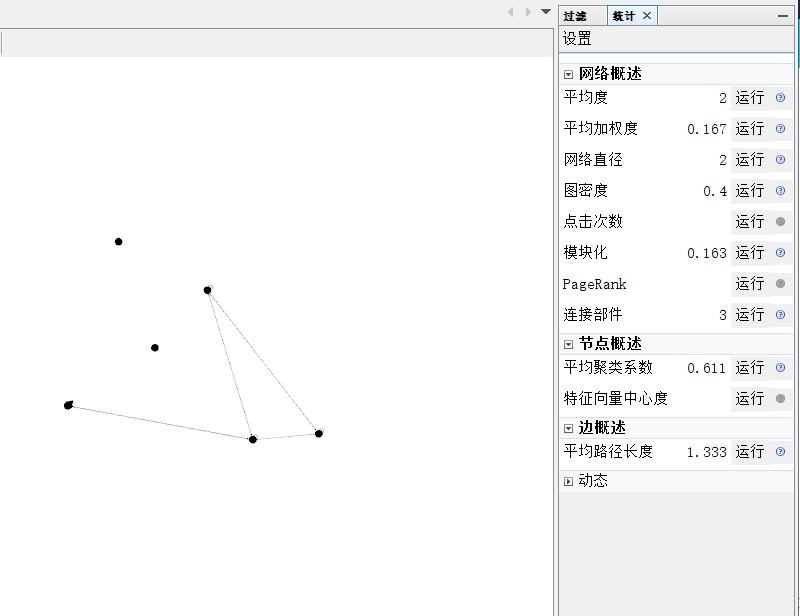 过滤 统计
设置
网络概述
平均度 2 运行
平均加权度 0.167 运行
网络直径 2 运行
图密度 0.4 运行
点击次数 运行
模块化 0.163 运行
PageRank 运行
连接部件 3 运行
节点概述
平均聚类系数 0.611 运行
特征向量中心度 运行
边概述
平均路径长度 1.333 运行
动态